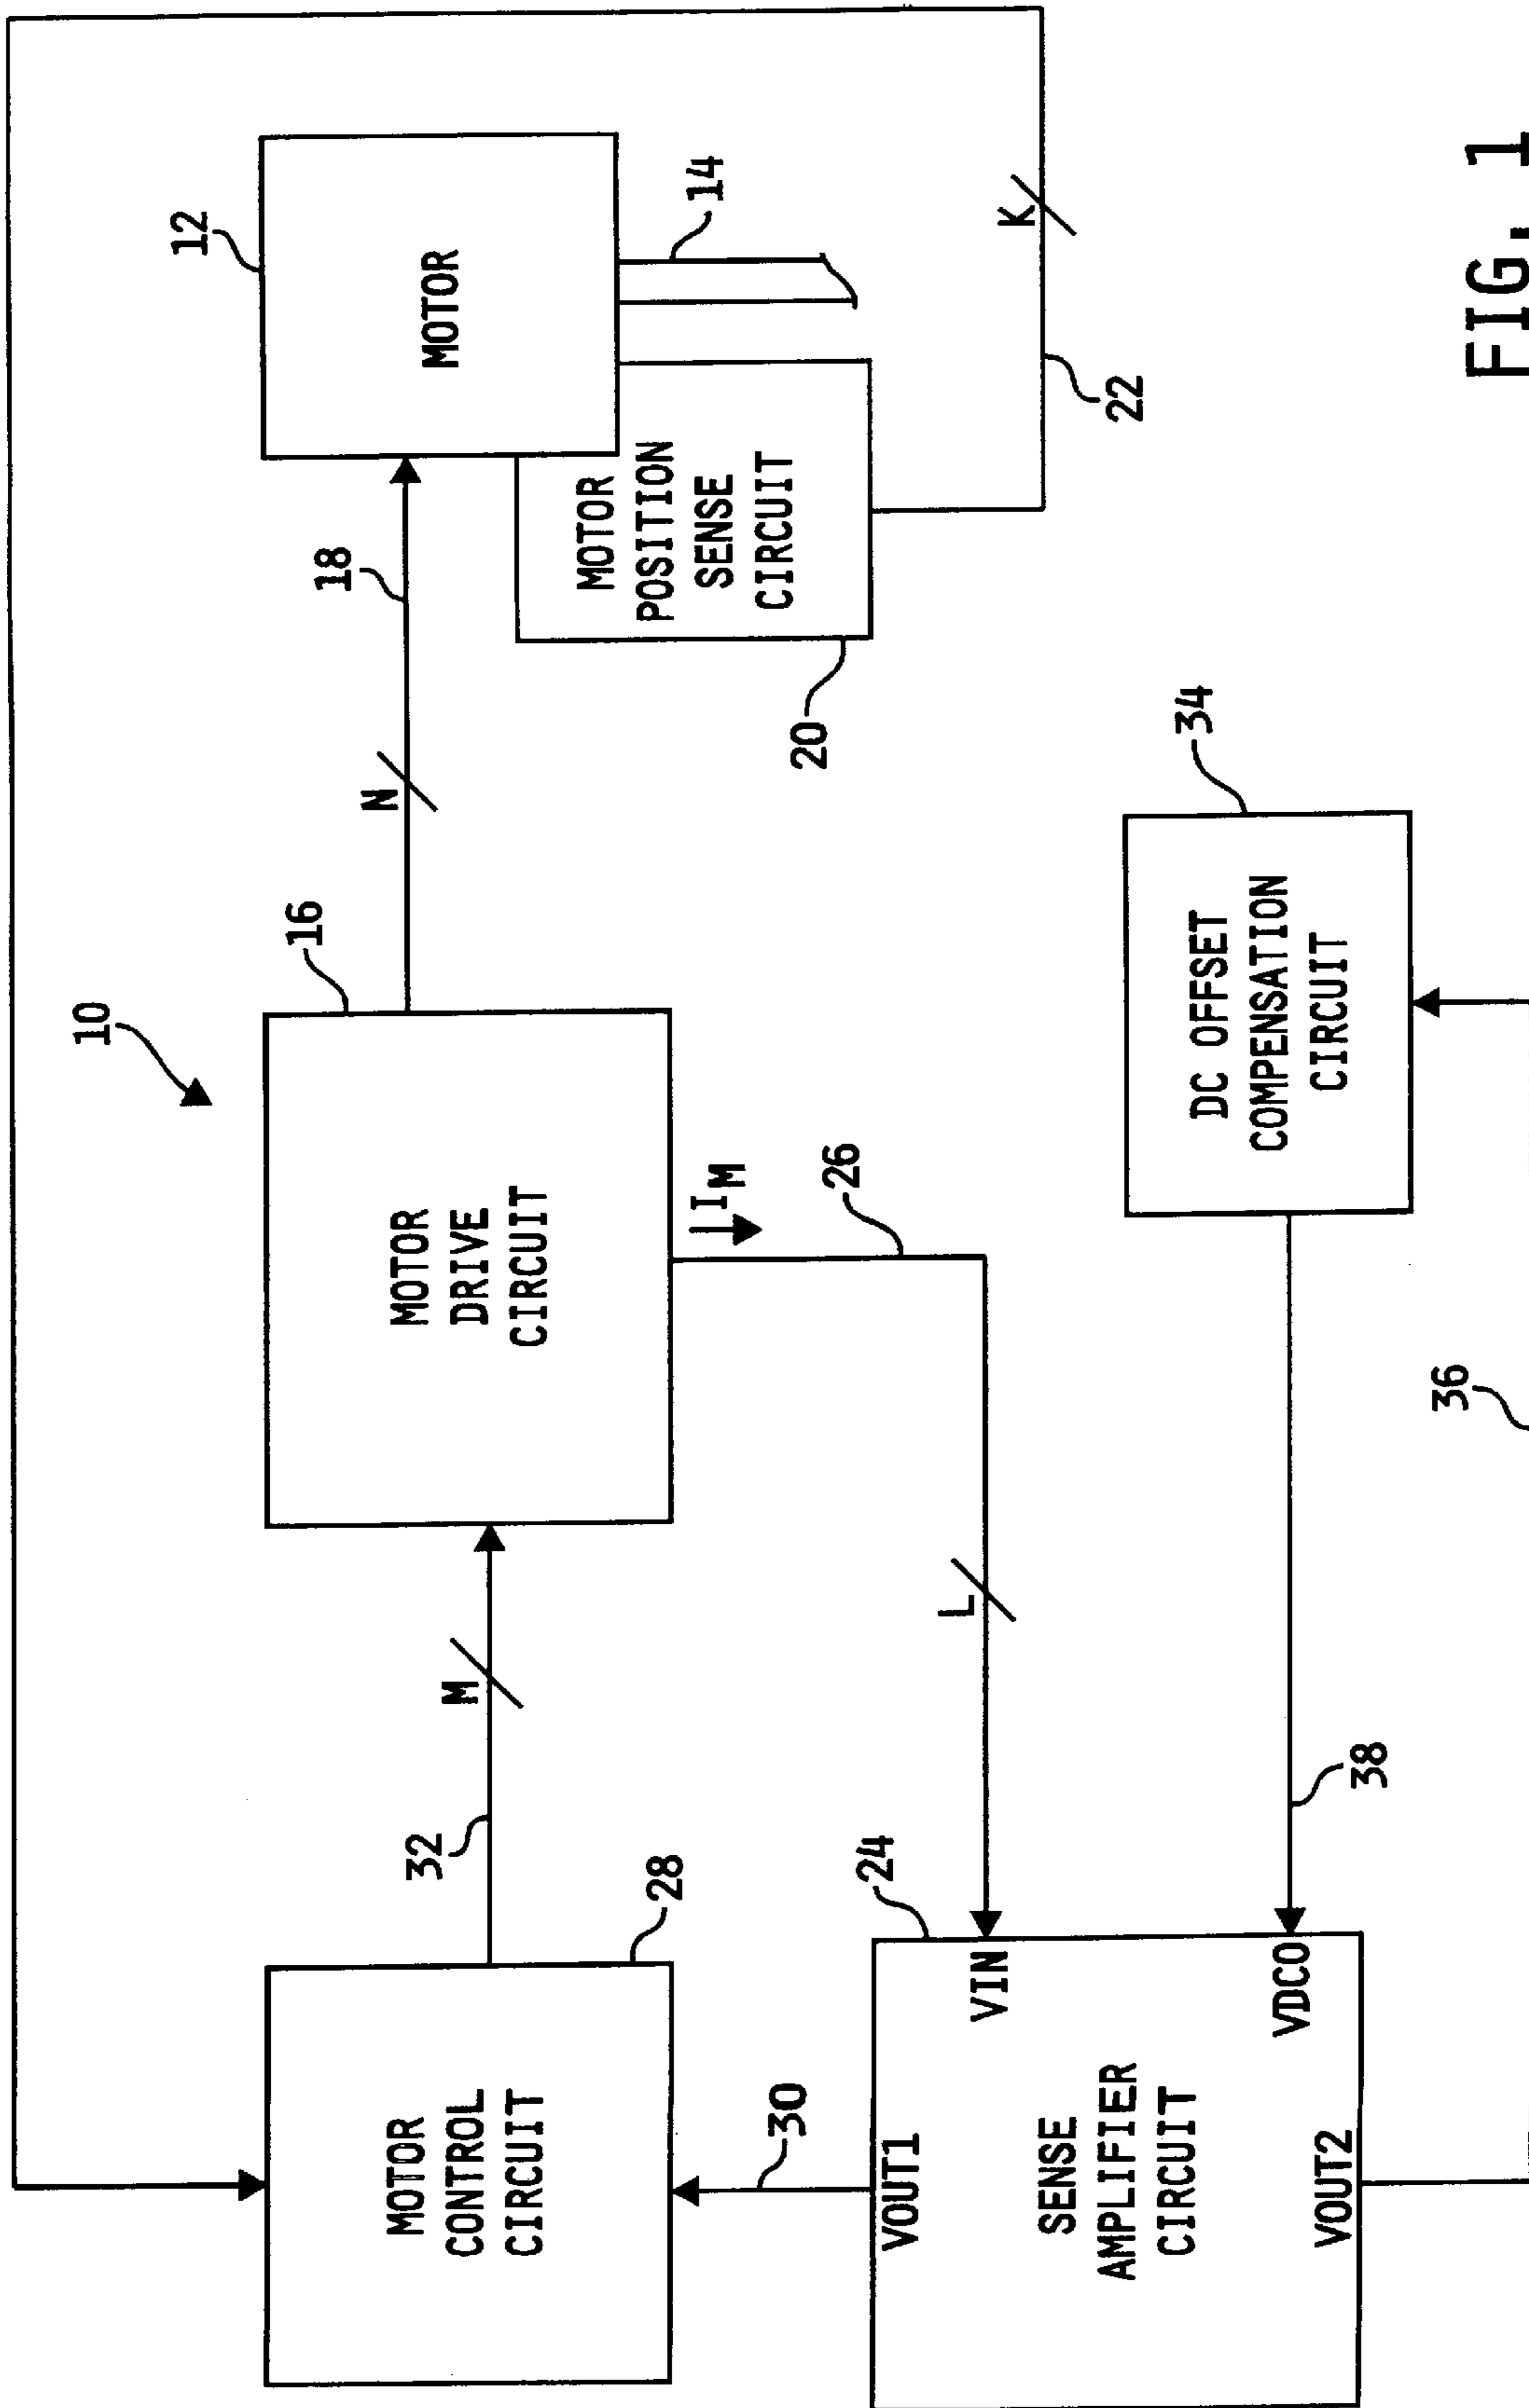 10
12
MOTOR
14
16
MOTOR
DRIVE
CIRCUIT
N
18
MOTOR
POSITION
SENSE
CIRCUIT
20
K
22
MOTOR
CONTROL
CIRCUIT
28
M
32
I M
26
L
30
24
VOUT1
VIN
SENSE
AMPLIFIER
CIRCUIT
VDCO
VOUT2
38
DC OFFSET
COMPENSATION
CIRCUIT
34
36
FIG. 1